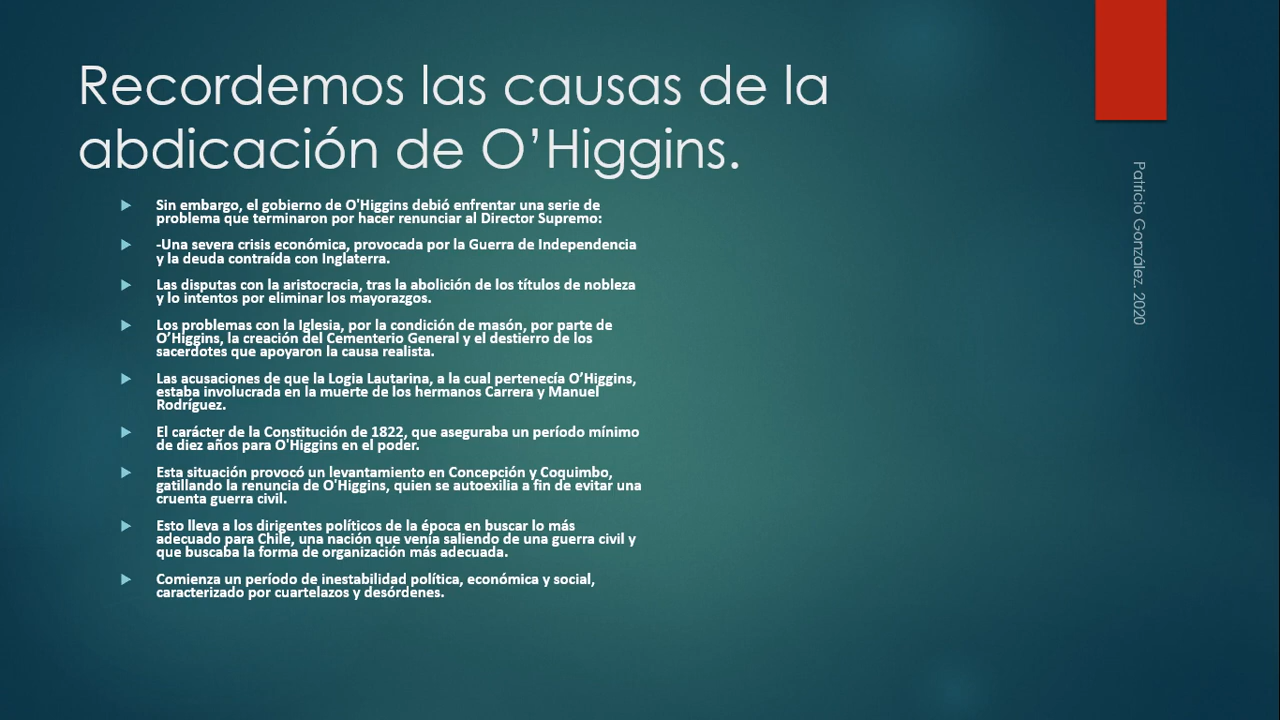 Recordemos las causas de la
abdicación de O’Higgins.
Sin embargo, el gobierno de O'Higgins debió enfrentar una serie de
problema que terminaron por hacer renunciar al Director Supremo:
-Una severa crisis económica, provocada por la Guerra de Independencia
y la deuda contraída con Inglaterra.
Las disputas con la aristocracia, tras la abolición de los títulos de nobleza
y lo intentos por eliminar los mayorazgos.
Los problemas con la Iglesia, por la condición de masón, por parte de
O’Higgins, la creación del Cementerio General y el destierro de los
sacerdotes que apoyaron la causa realista.
Las acusaciones de que la Logia Lautarina, a la cual pertenecía O’Higgins,
estaba involucrada en la muerte de los hermanos Carrera y Manuel
Rodríguez.
El carácter de la Constitución de 1822, que aseguraba un período mínimo
de diez años para O'Higgins en el poder.
Esta situación provocó un levantamiento en Concepción y Coquimbo,
gatillando la renuncia de O'Higgins, quien se autoexilia a fin de evitar una
cruenta guerra civil.
Esto lleva a los dirigentes políticos de la época en buscar lo más
adecuado para Chile, una nación que venía saliendo de una guerra civil y
que buscaba la forma de organización más adecuada.
Comienza un período de inestabilidad política, económica y social,
caracterizado por cuartelazos y desórdenes.
Patricio González. 2020